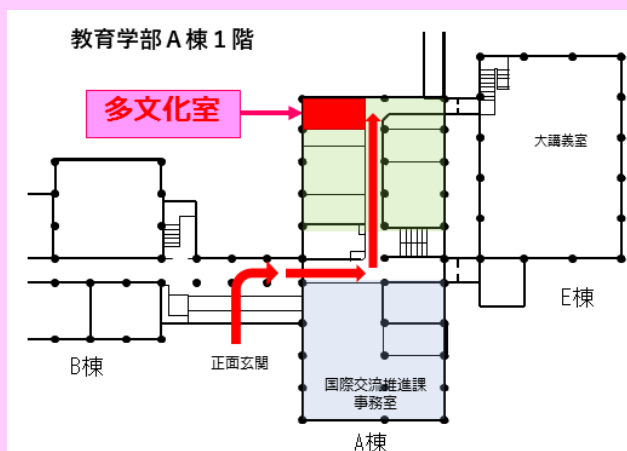 教育学部A棟1階
多文化室
大講義室
E棟
B棟
正面玄関
国際交流推進課
事務室
A棟